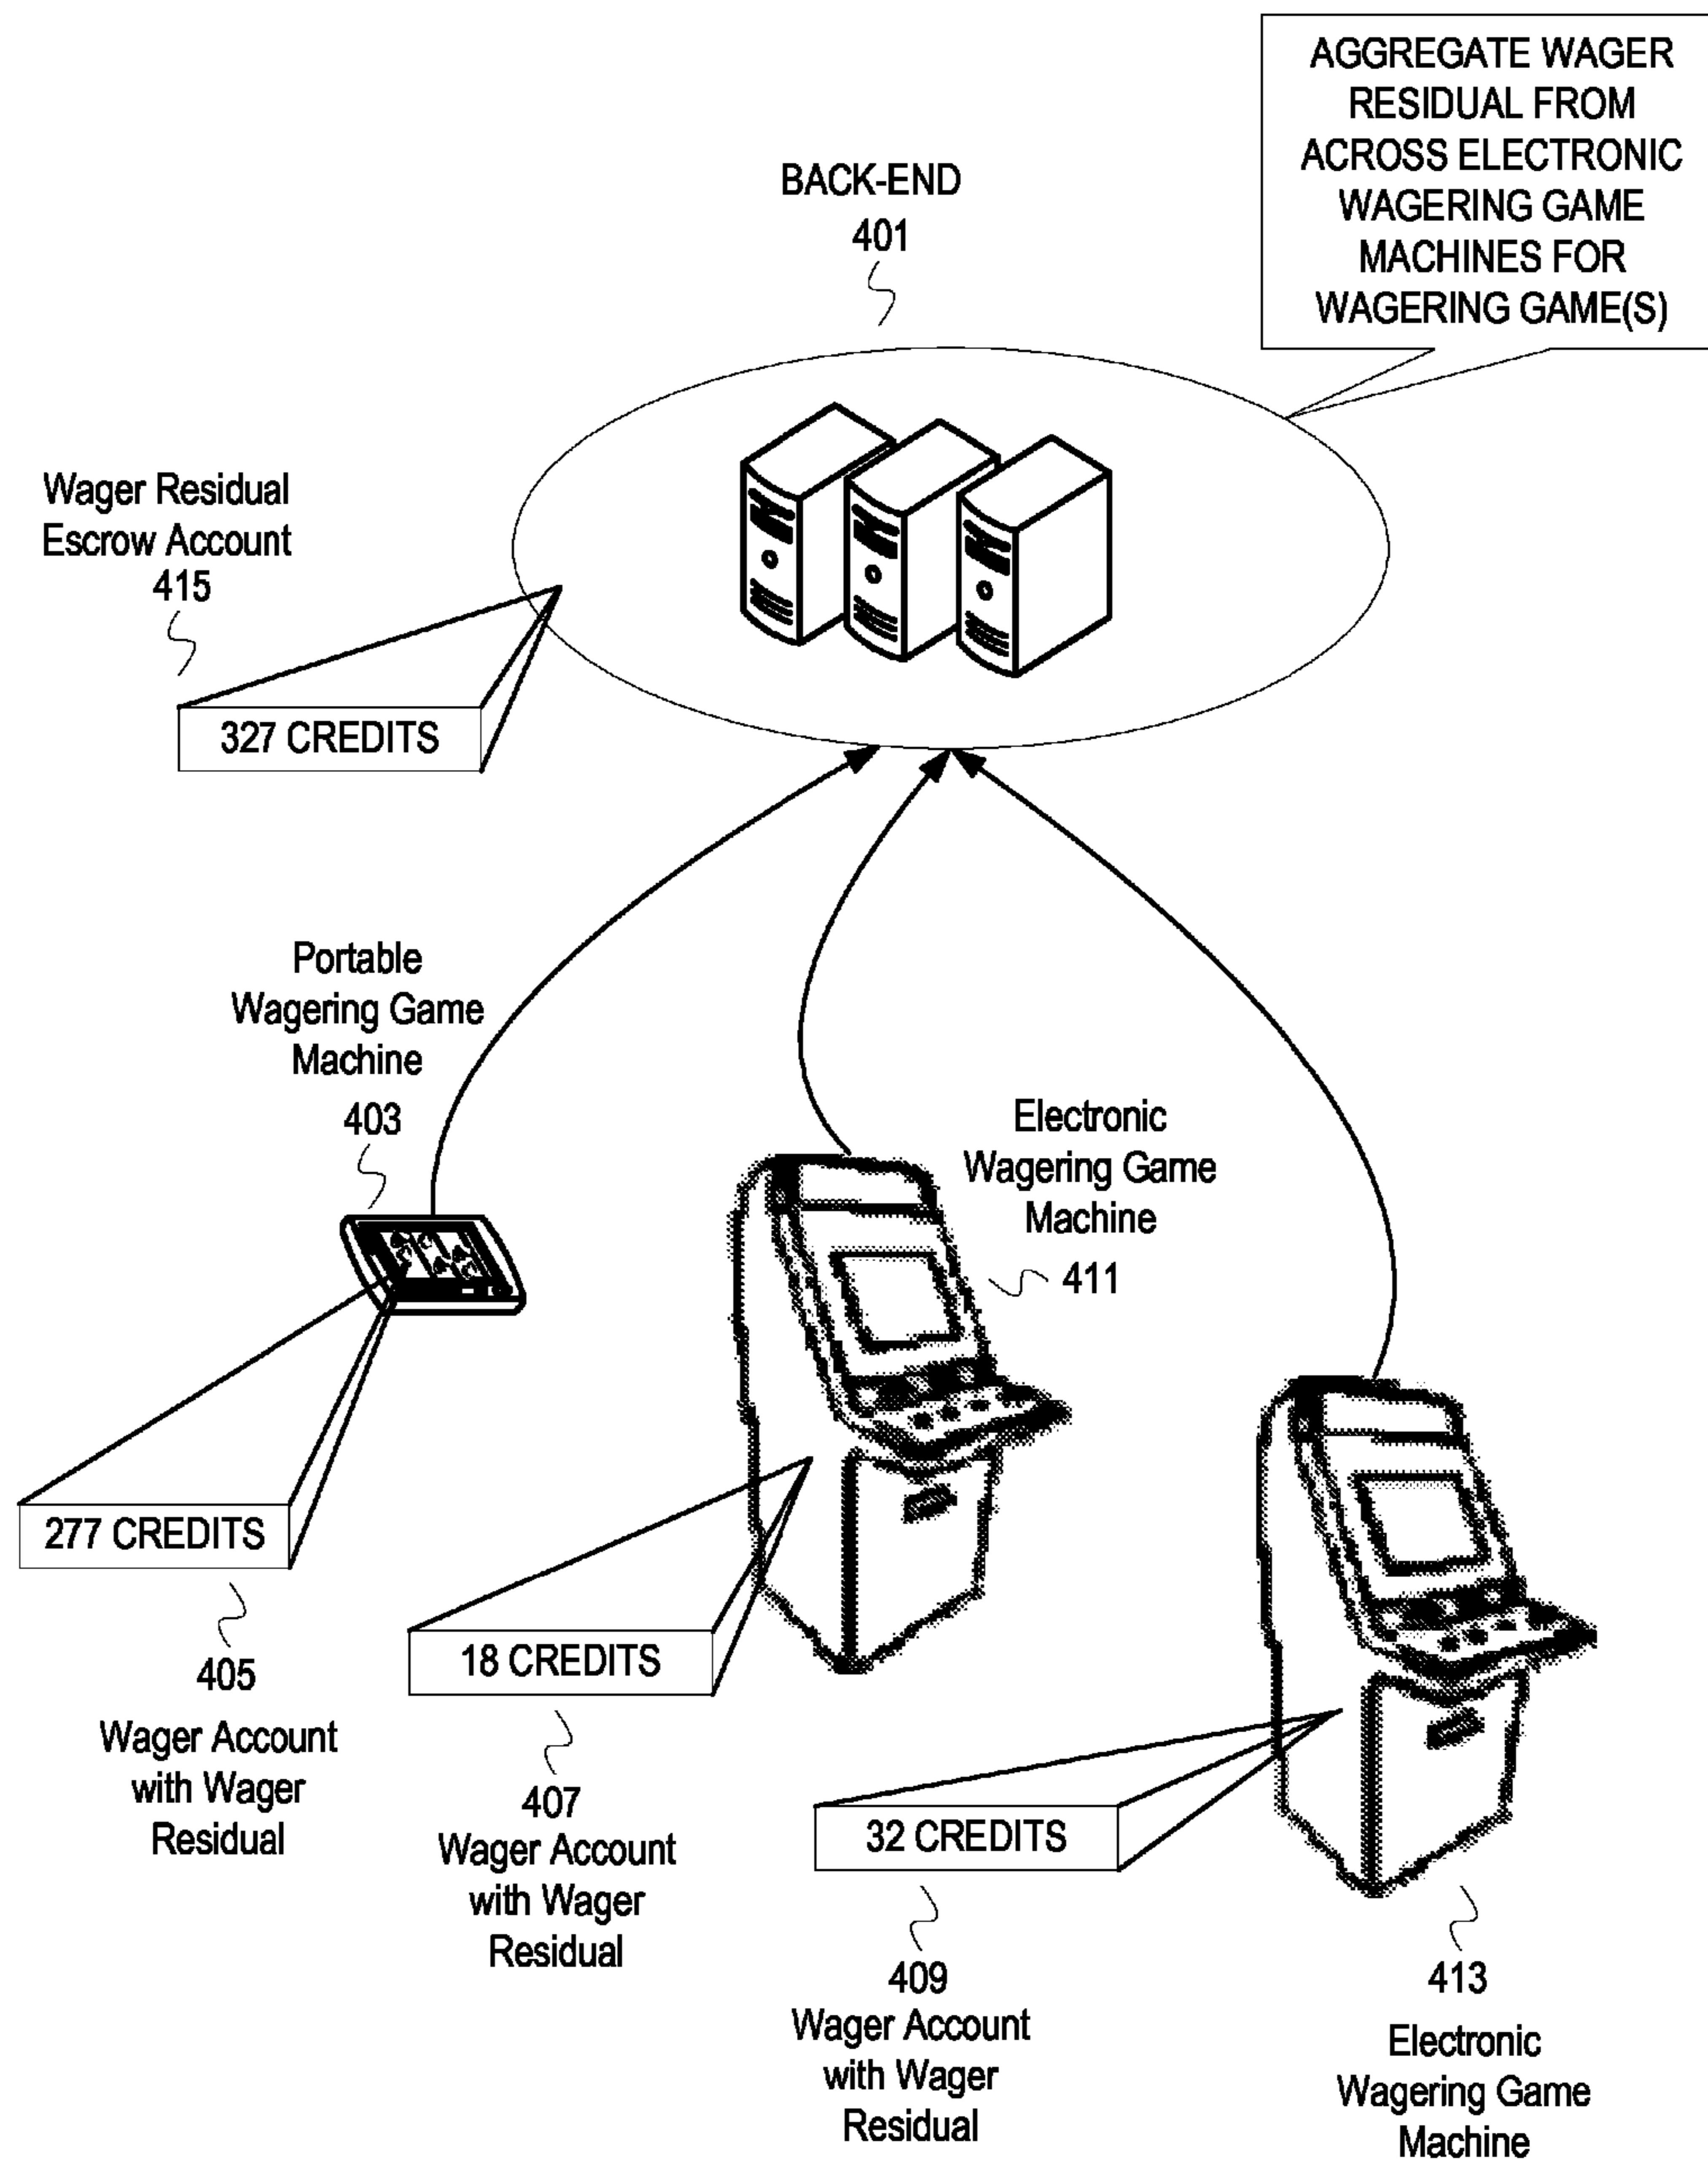 AGGREGATE WAGER
RESIDUAL FROM
ACROSS ELECTRONIC
WAGERING GAME
MACHINES FOR
WAGERING GAME(S)
BACK-END
401
Wager Residual
Escrow Account
415
327 CREDITS
Portable
Wagering Game
Machine
403
Electronic
Wagering Game
Machine
411
277 CREDITS
405
Wager Account
with Wager
Residual
18 CREDITS
407
Wager Account
with Wager
Residual
32 CREDITS
409
Wager Account
with Wager
Residual
413
Electronic
Wagering Game
Machine